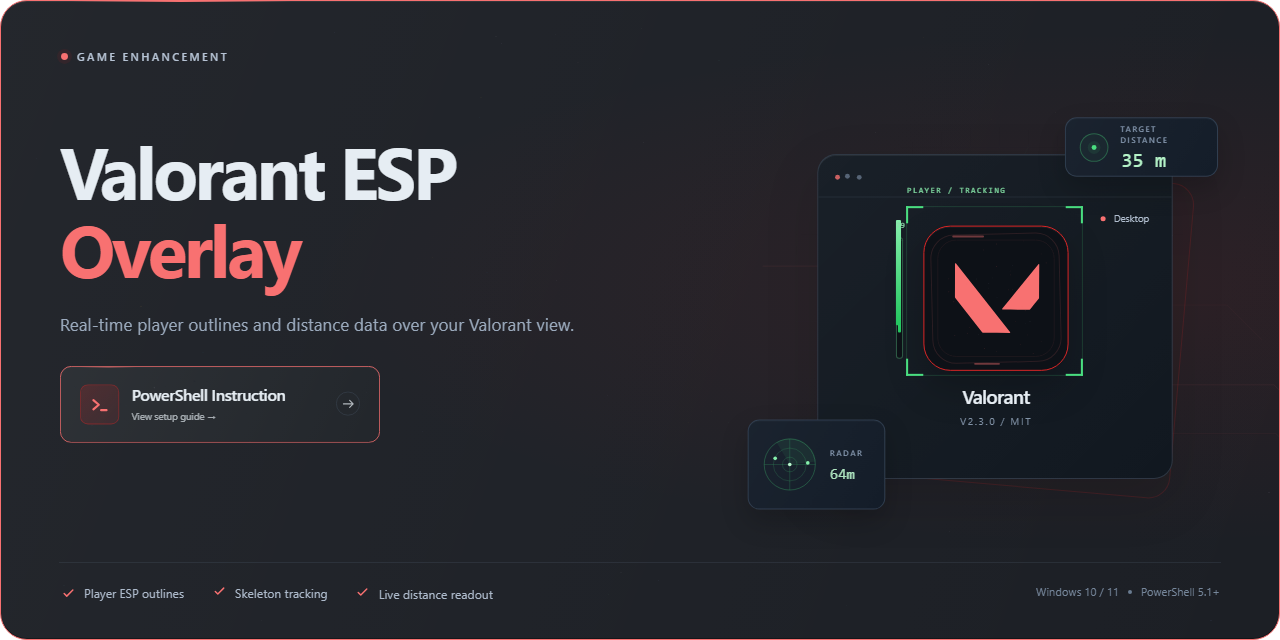 GAME ENHANCEMENT
Valorant ESP
Overlay
Real-time player outlines and distance data over your Valorant view.
PowerShell Instruction
View setup guide →
TARGET
DISTANCE
35 m
PLAYER / TRACKING
Desktop
Valorant
V2.3.0 / MIT
RADAR
64m
Player ESP outlines
Skeleton tracking
Live distance readout
Windows 10 / 11 • PowerShell 5.1+